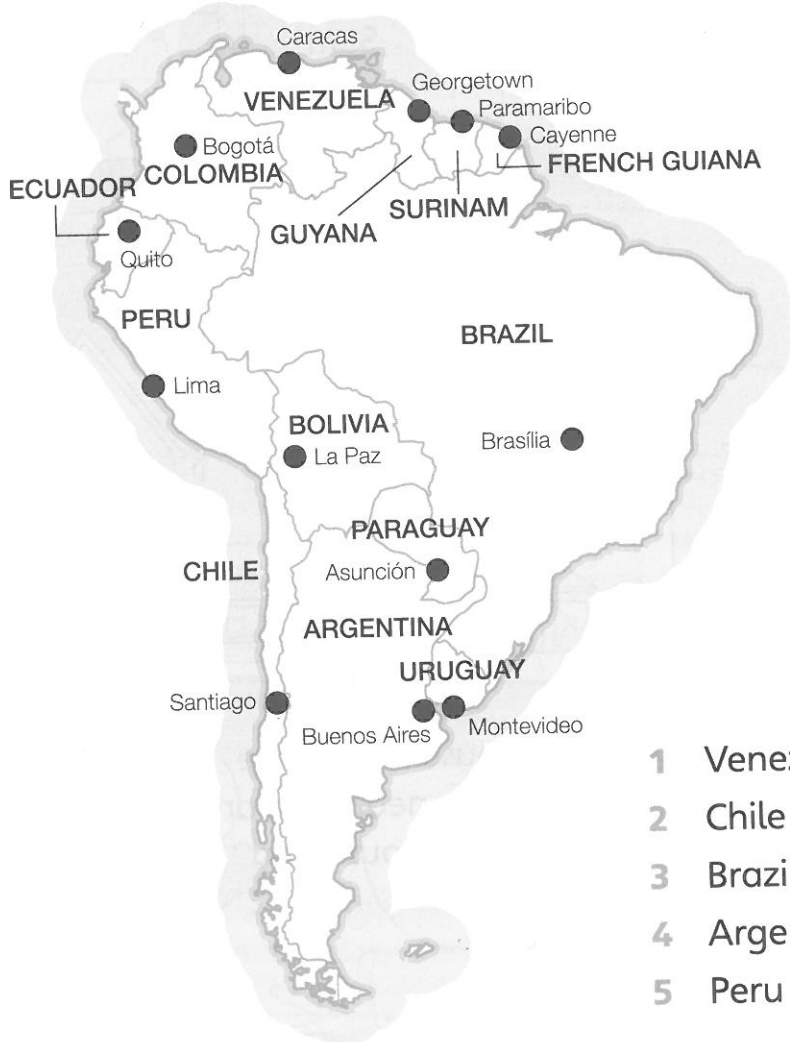 Caracas
Georgetown
VENEZUELA
Paramaribo
Cayenne
Bogotá
FRENCH GUIANA
COLOMBIA
ECUADOR
SURINAM
GUYANA
Quito
PERU
BRAZIL
Lima
BOLIVIA
Brasília
La Paz
PARAGUAY
CHILE
Asunción
ARGENTINA
URUGUAY
Santiago
Buenos Aires
Montevideo
1 Vene
2 Chile
3 Brazi
4 Arge
5 Peru